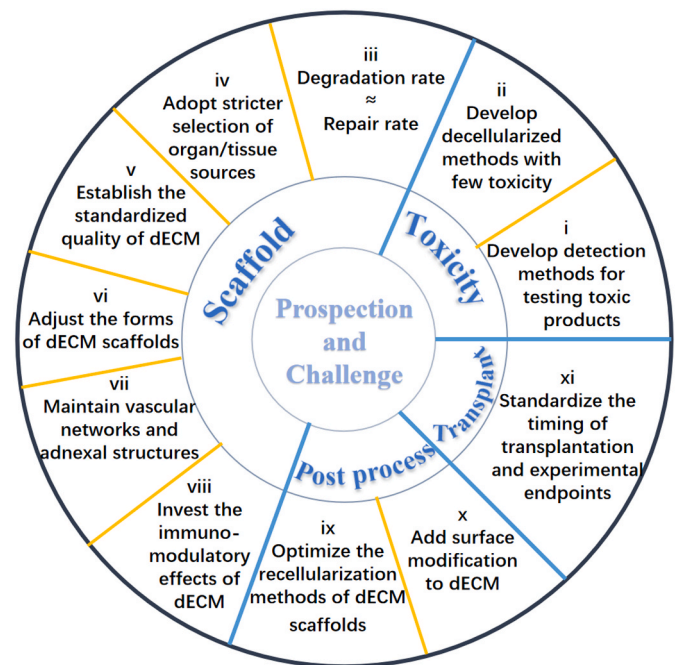 Prospection
and
Challenge
Toxicity
i
Develop detection
methods for
testing toxic
products
ii
Develop
decellularized
methods with
few toxicity
Scaffold
iii
Degradation rate
≈
Repair rate
iv
Adopt stricter
selection of
organ/tissue
sources
v
Establish the
standardized
quality of dECM
vi
Adjust the forms
of dECM scaffolds
vii
Maintain vascular
networks and
adnexal structures
viii
Invest the
immuno-
modulatory
effects of
dECM
Post process
ix
Optimize the
recellularization
methods of dECM
scaffolds
x
Add surface
modification
to dECM
Transplant
xi
Standardize the
timing of
transplantation
and experimental
endpoints